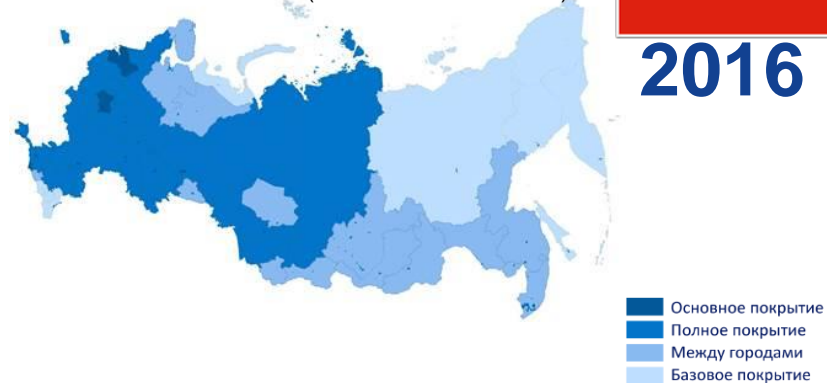 2016
Основное покрытие
Полное покрытие
Между городами
Базовое покрытие